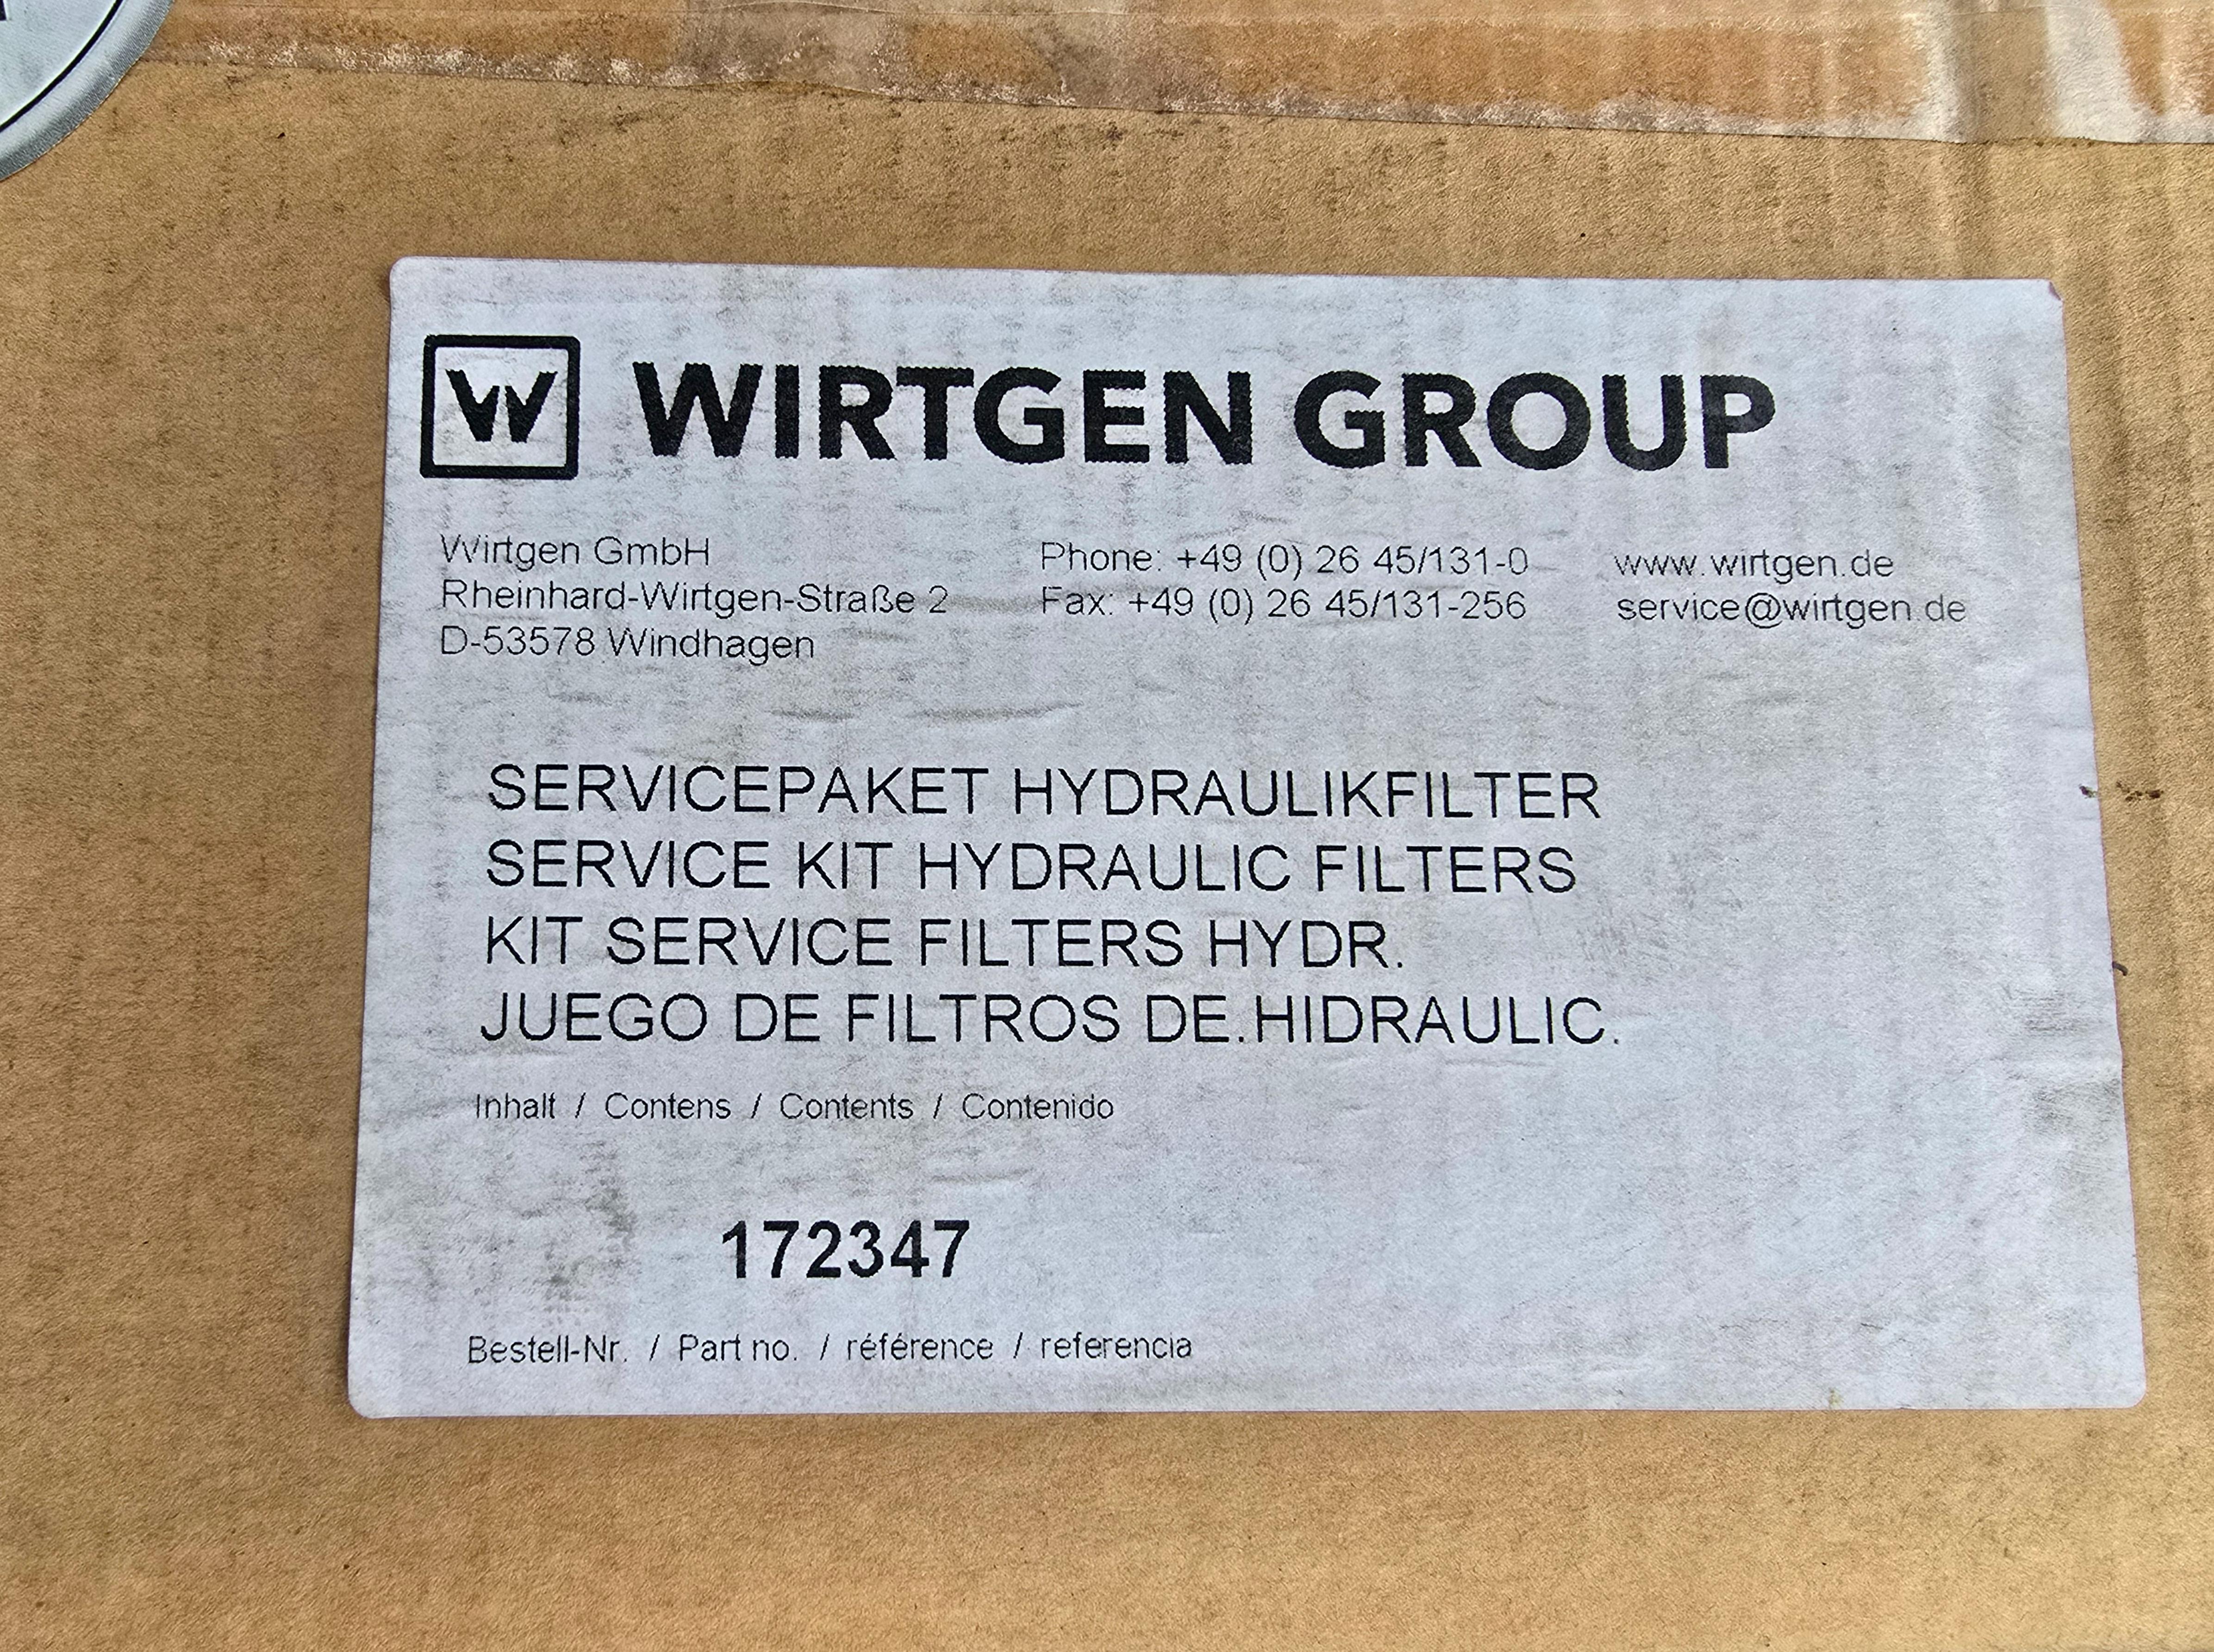 W WIRTGEN GROUP
Wirtgen GmbH Phone: +49 (0) 26 45/131-0 www.wirtgen.de
Rheinhard-Wirtgen-Straße 2 Fax: +49 (0) 26 45/131-256 service@wirtgen.de
D-53578 Windhagen
SERVICEPAKET HYDRAULIKFILTER
SERVICE KIT HYDRAULIC FILTERS
KIT SERVICE FILTERS HYDR.
JUEGO DE FILTROS DE.HIDRAULIC.
Inhalt / Contens / Contents / Contenido
172347
Bestell-Nr. / Part no. / référence / referencia